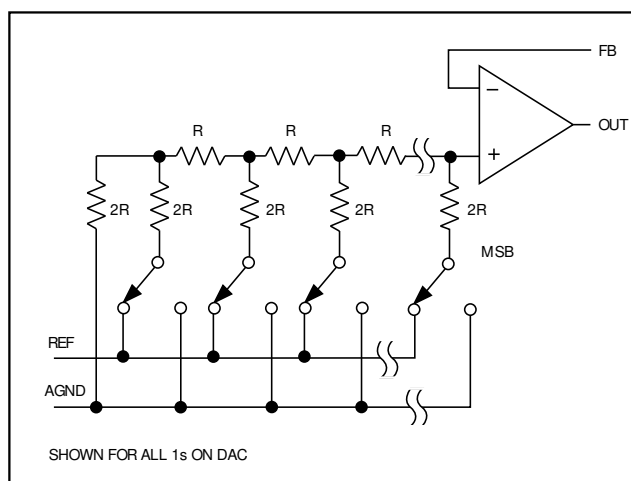 FB
R R R
OUT
2R 2R 2R 2R 2R
MSB
REF
AGND
SHOWN FOR ALL 1s ON DAC